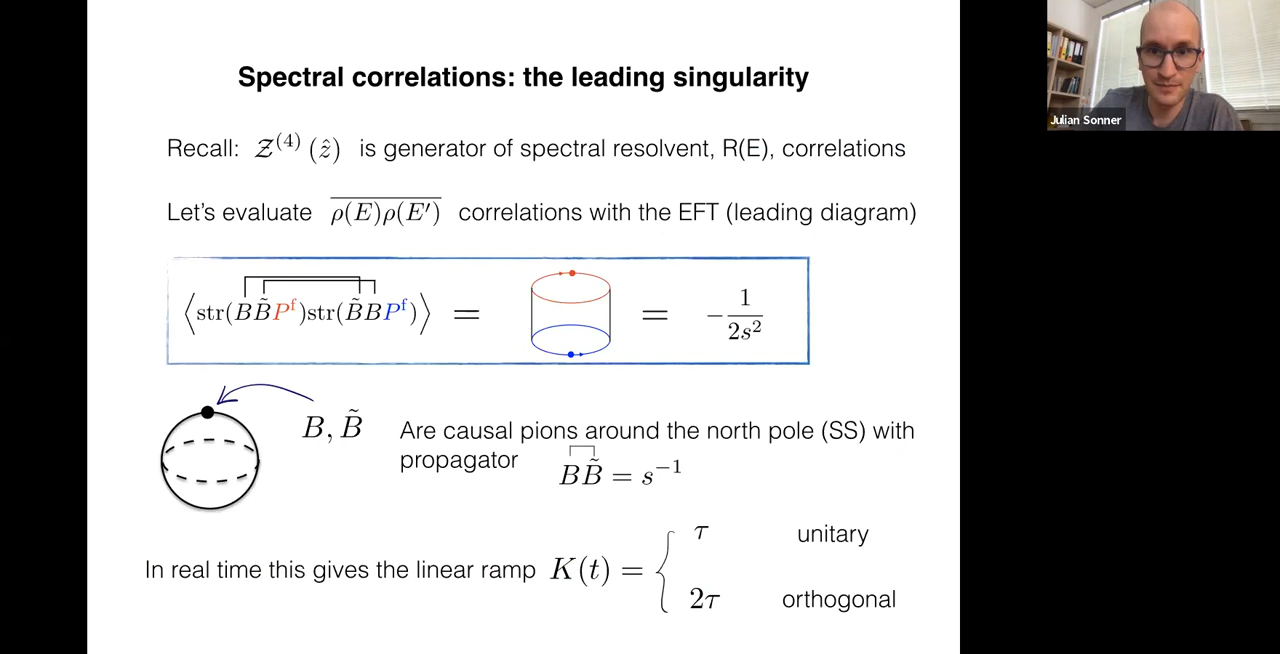 Spectral correlations: the leading singularity
Julian Sonner
Recall: 𝒵⁽⁴⁾(ẑ) is generator of spectral resolvent, R(E), correlations
Let's evaluate \overline{ρ(E)ρ(E′)} correlations with the EFT (leading diagram)
⟨str(BB̃Pᶠ)str(B̃BPᶠ)⟩ = = −\frac{1}{2s²}
B, B̃ Are causal pions around the north pole (SS) with
propagator BB̃ = s⁻¹
τ unitary
In real time this gives the linear ramp K(t) = {
2τ orthogonal